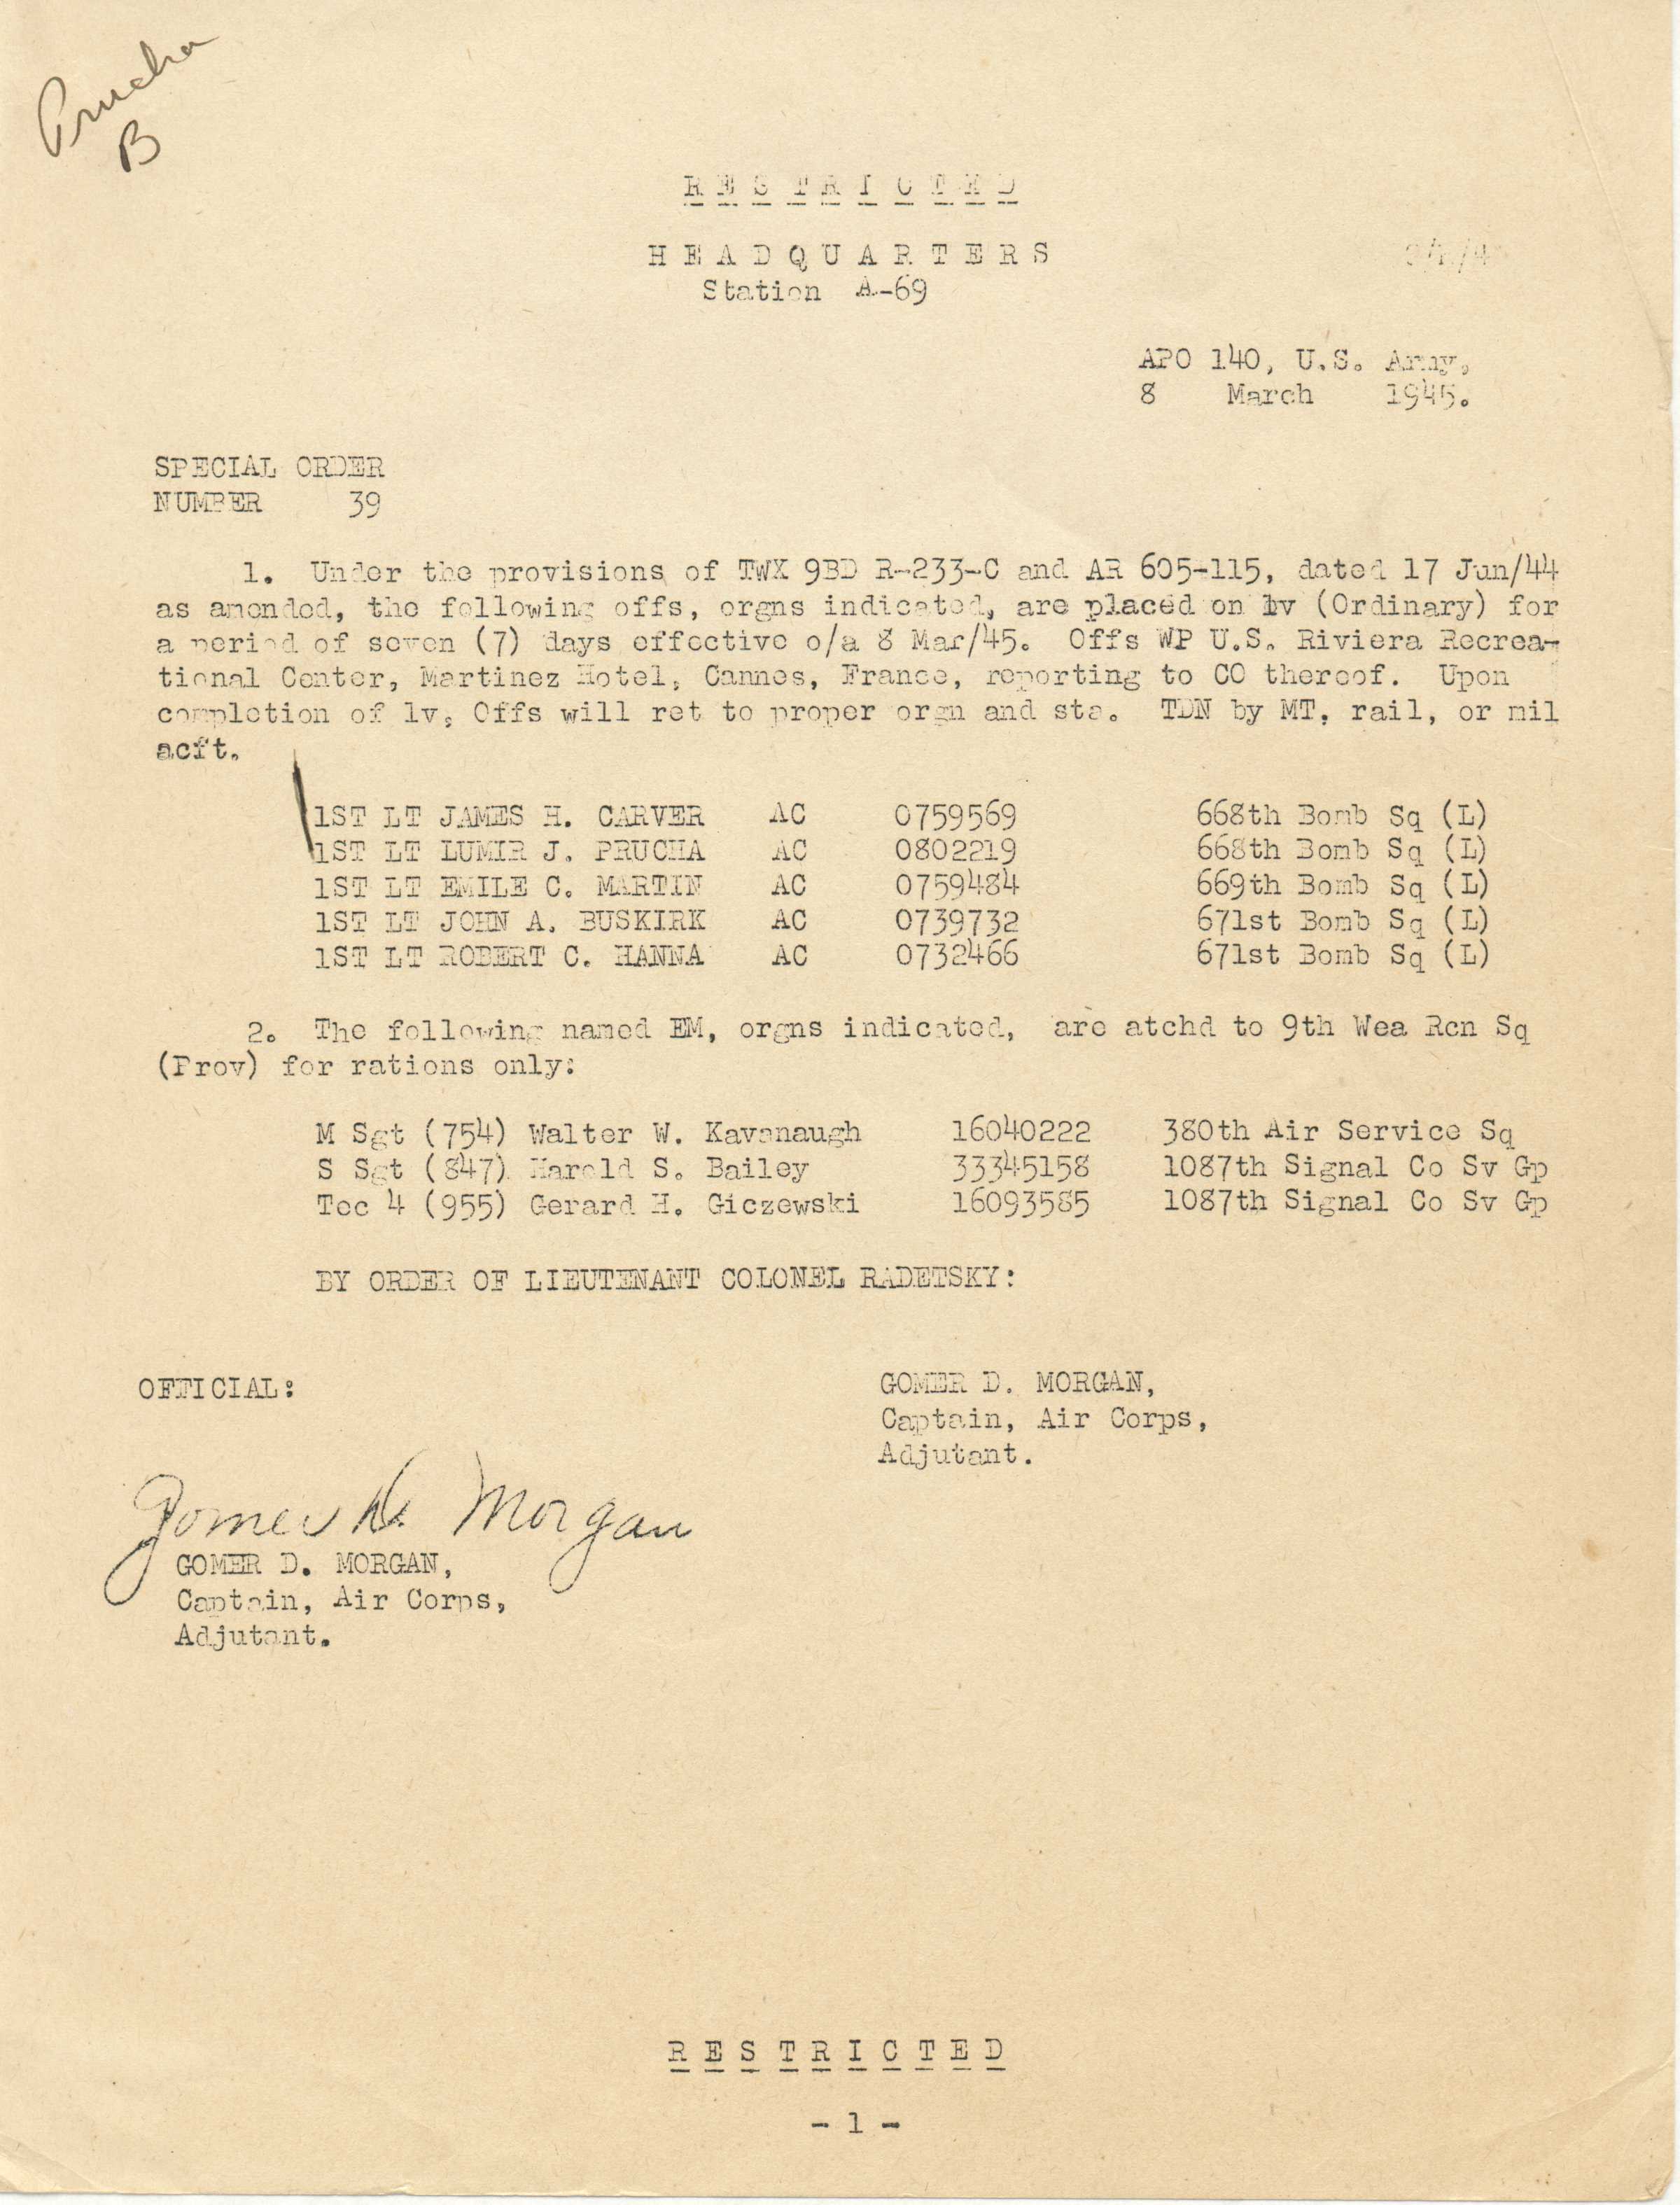 Prucha
B
RESTRICTED
HEADQUARTERS
Station A-69
APO 140, U.S. Army,
8 March 1945.
SPECIAL ORDER
NUMBER 39
1. Under the provisions of TWX 9BD R-233-C and AR 605-115, dated 17 Jun/44
as amended, the following offs, orgns indicated, are placed on lv (Ordinary) for
a period of seven (7) days effective o/a 8 Mar/45. Offs WP U.S. Riviera Recrea-
tional Center, Martinez Hotel, Cannes, France, reporting to CO thereof. Upon
completion of lv, Offs will ret to proper orgn and sta. TDN by MT, rail, or mil
acft.
1ST LT JAMES H. CARVER AC 0759569 668th Bomb Sq (L)
1ST LT LUMIR J. PRUCHA AC 0802219 668th Bomb Sq (L)
1ST LT EMILE C. MARTIN AC 0759484 669th Bomb Sq (L)
1ST LT JOHN A. BUSKIRK AC 0739732 671st Bomb Sq (L)
1ST LT ROBERT C. HANNA AC 0732466 671st Bomb Sq (L)
2. The following named EM, orgns indicated, are atchd to 9th Wea Rcn Sq
(Prov) for rations only:
M Sgt (754) Walter W. Kavanaugh 16040222 380th Air Service Sq
S Sgt (847) Harold S. Bailey 33345158 1087th Signal Co Sv Gp
Tec 4 (955) Gerard H. Giczewski 16093585 1087th Signal Co Sv Gp
BY ORDER OF LIEUTENANT COLONEL RADETSKY:
OFFICIAL:
GOMER D. MORGAN,
Captain, Air Corps,
Adjutant.
Gomer D. Morgan
GOMER D. MORGAN,
Captain, Air Corps,
Adjutant.
RESTRICTED
- 1 -